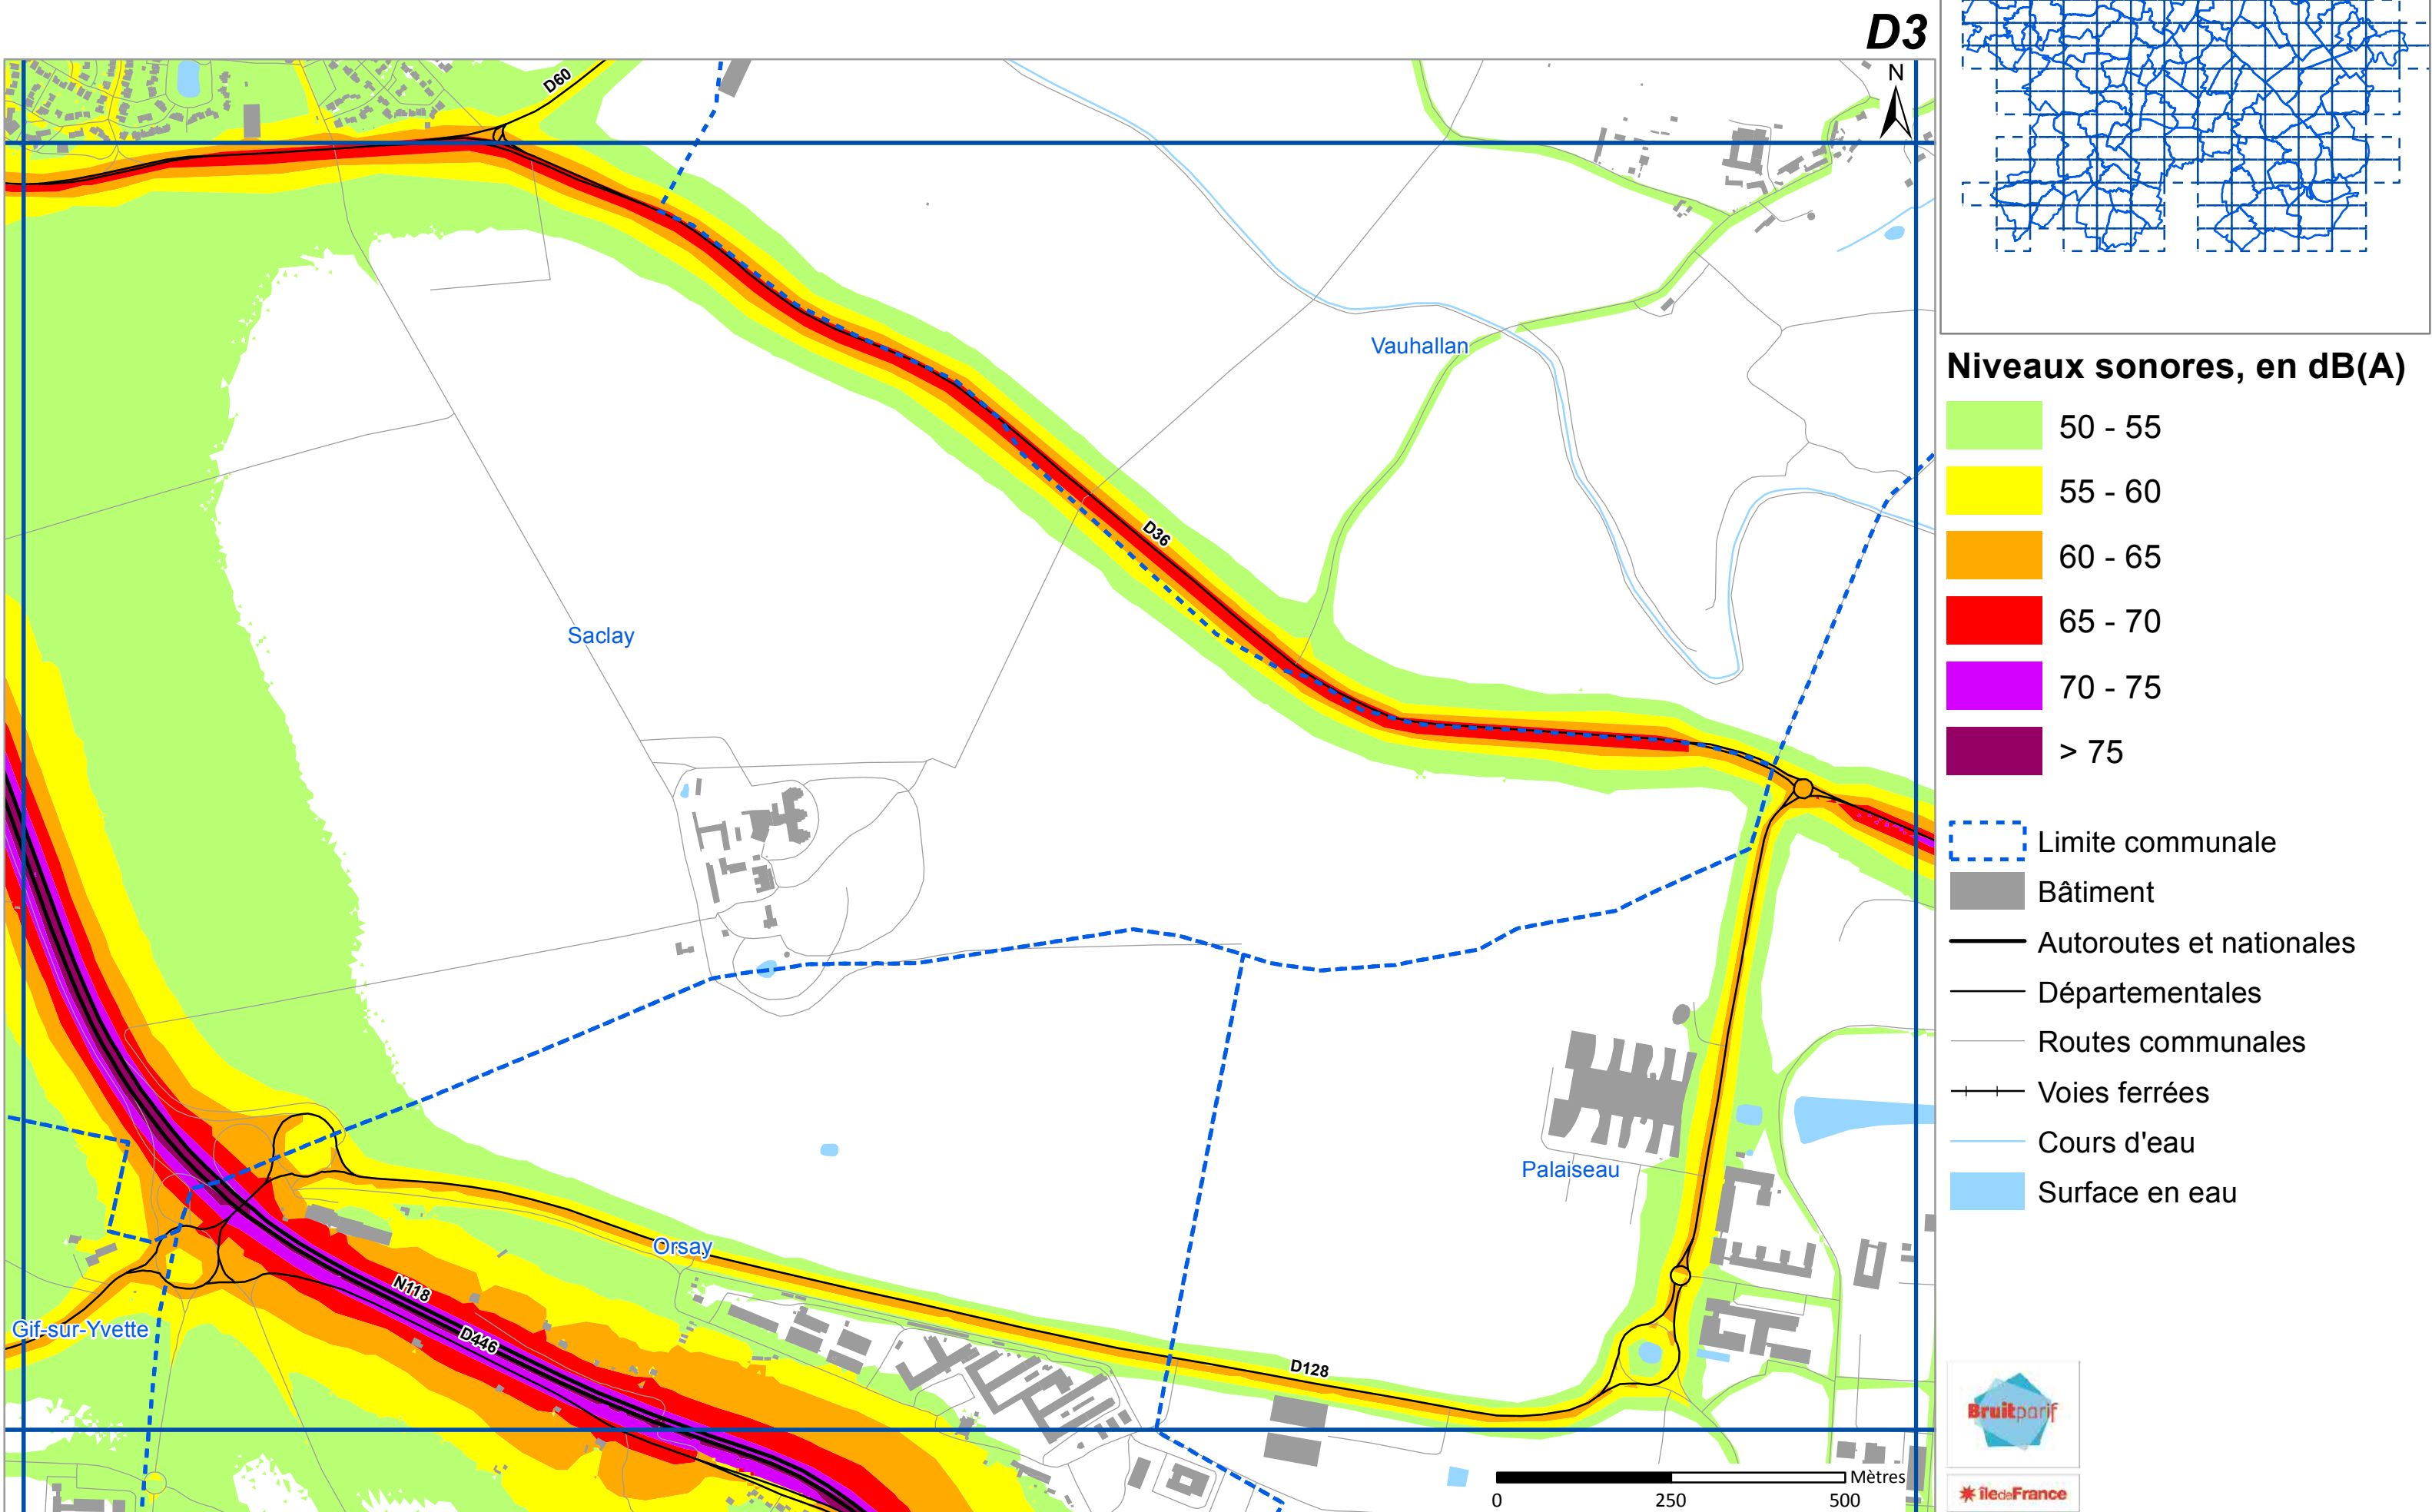 D3
N
D60
Vauhallan
D36
Saclay
Palaiseau
Orsay
N118
D446
Gif-sur-Yvette
D128
Mètres
0 250 500
Niveaux sonores, en dB(A)
50 - 55
55 - 60
60 - 65
65 - 70
70 - 75
> 75
Limite communale
Bâtiment
Autoroutes et nationales
Départementales
Routes communales
Voies ferrées
Cours d'eau
Surface en eau
Bruitparif
îledeFrance